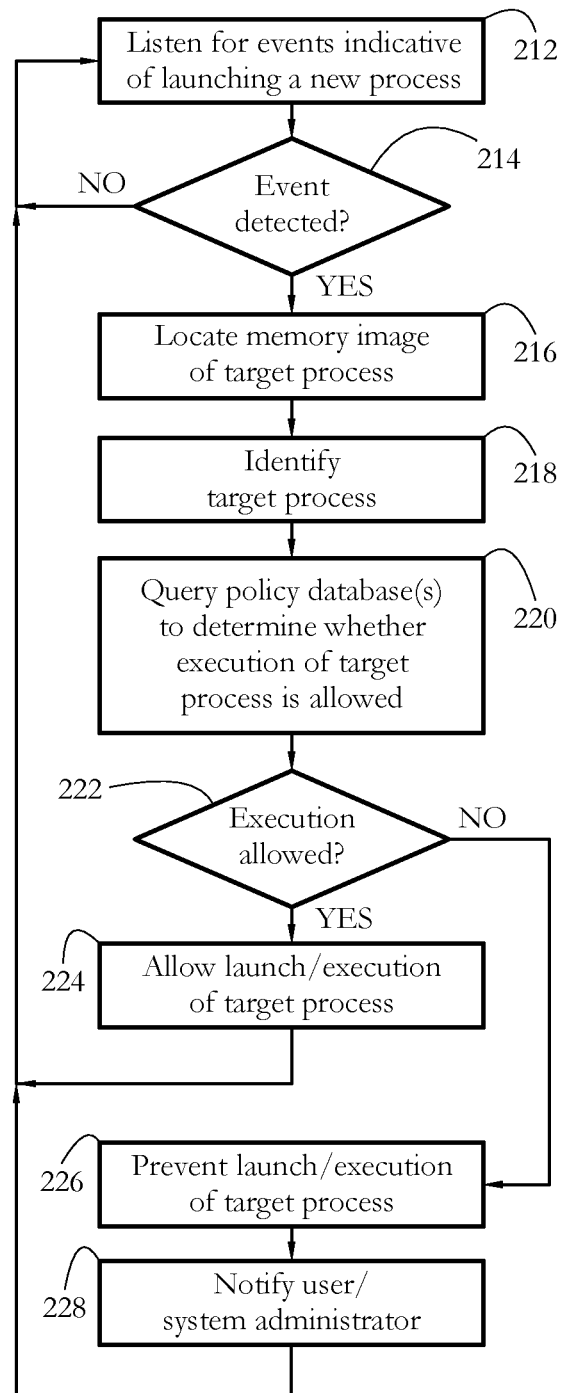 Listen for events indicative
of launching a new process
212
214
NO
Event
detected?
YES
Locate memory image
of target process
216
Identify
target process
218
Query policy database(s)
to determine whether
execution of target
process is allowed
220
222
Execution
allowed?
NO
YES
224
Allow launch/execution
of target process
226
Prevent launch/execution
of target process
228
Notify user/
system administrator